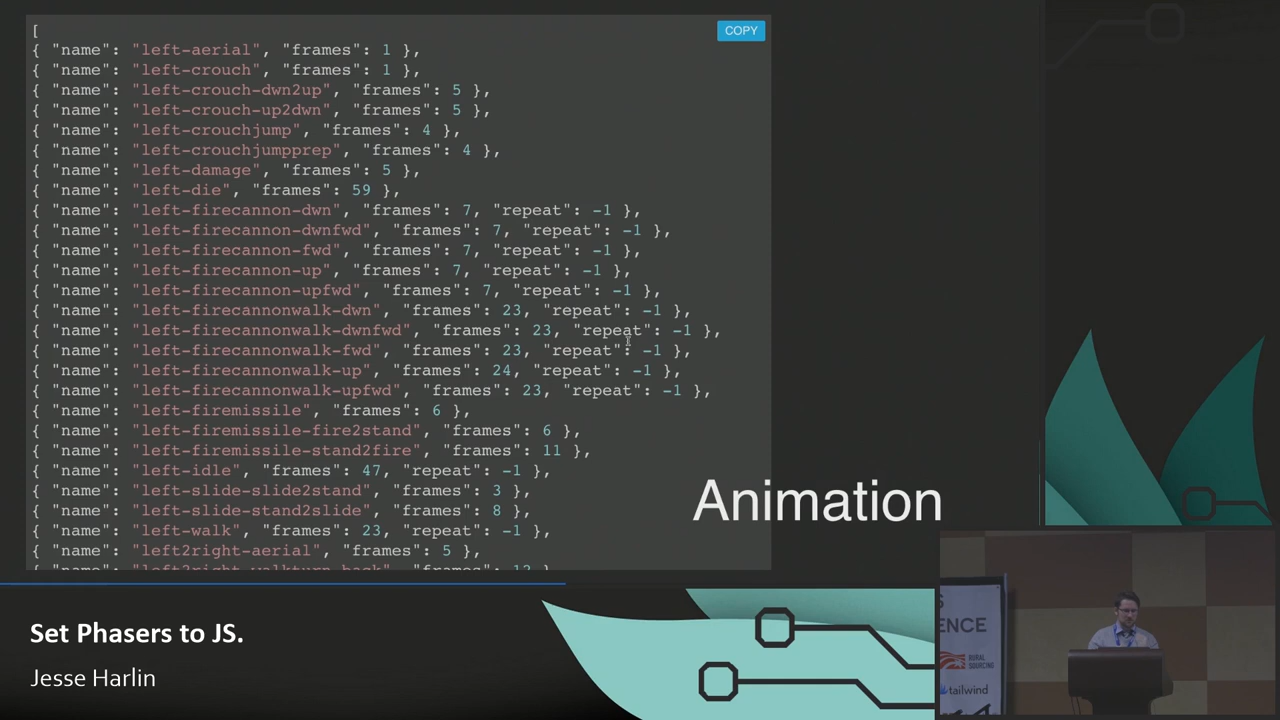 [
COPY
{ "name": "left-aerial", "frames": 1 },
{ "name": "left-crouch", "frames": 1 },
{ "name": "left-crouch-dwn2up", "frames": 5 },
{ "name": "left-crouch-up2dwn", "frames": 5 },
{ "name": "left-crouchjump", "frames": 4 },
{ "name": "left-crouchjumpprep", "frames": 4 },
{ "name": "left-damage", "frames": 5 },
{ "name": "left-die", "frames": 59 },
{ "name": "left-firecannon-dwn", "frames": 7, "repeat": -1 },
{ "name": "left-firecannon-dwnfwd", "frames": 7, "repeat": -1 },
{ "name": "left-firecannon-fwd", "frames": 7, "repeat": -1 },
{ "name": "left-firecannon-up", "frames": 7, "repeat": -1 },
{ "name": "left-firecannon-upfwd", "frames": 7, "repeat": -1 },
{ "name": "left-firecannonwalk-dwn", "frames": 23, "repeat": -1 },
{ "name": "left-firecannonwalk-dwnfwd", "frames": 23, "repeat": -1 },
{ "name": "left-firecannonwalk-fwd", "frames": 23, "repeat": -1 },
{ "name": "left-firecannonwalk-up", "frames": 24, "repeat": -1 },
{ "name": "left-firecannonwalk-upfwd", "frames": 23, "repeat": -1 },
{ "name": "left-firemissile", "frames": 6 },
{ "name": "left-firemissile-fire2stand", "frames": 6 },
{ "name": "left-firemissile-stand2fire", "frames": 11 },
{ "name": "left-idle", "frames": 47, "repeat": -1 },
{ "name": "left-slide-slide2stand", "frames": 3 },
{ "name": "left-slide-stand2slide", "frames": 8 },
{ "name": "left-walk", "frames": 23, "repeat": -1 },
{ "name": "left2right-aerial", "frames": 5 },
{ "name": "left2right-walkturn-back", "frames": 12 }
Animation
Set Phasers to JS.
Jesse Harlin
S
ENCE
RURAL
SOURCING
tailwind